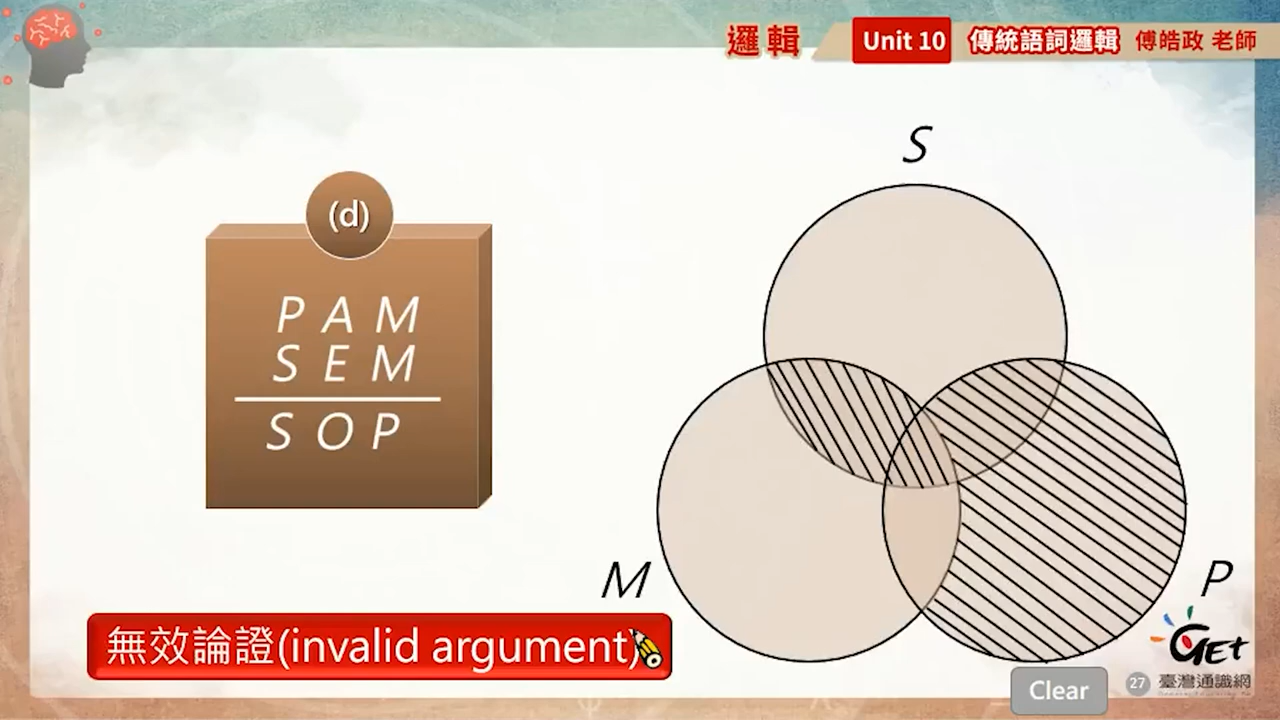 邏輯 Unit 10 傳統語詞邏輯 傅皓政 老師
S
(d)
P A M
S E M
S O P
M
P
無效論證(invalid argument)
GEt
Clear
27
臺灣通識網